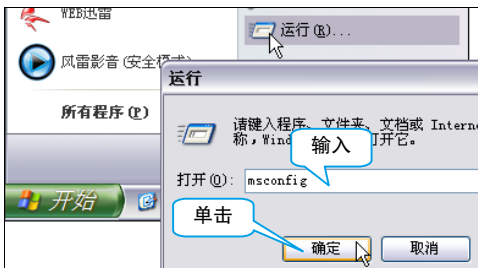 WEB迅雷
运行(R)...
风雷影音(安全模式)
运行
所有程序(P)
请键入程序、文件夹、文档或 Interne
称，Wind 打开它。
输入
打开(O): msconfig
开始
单击
确定
取消